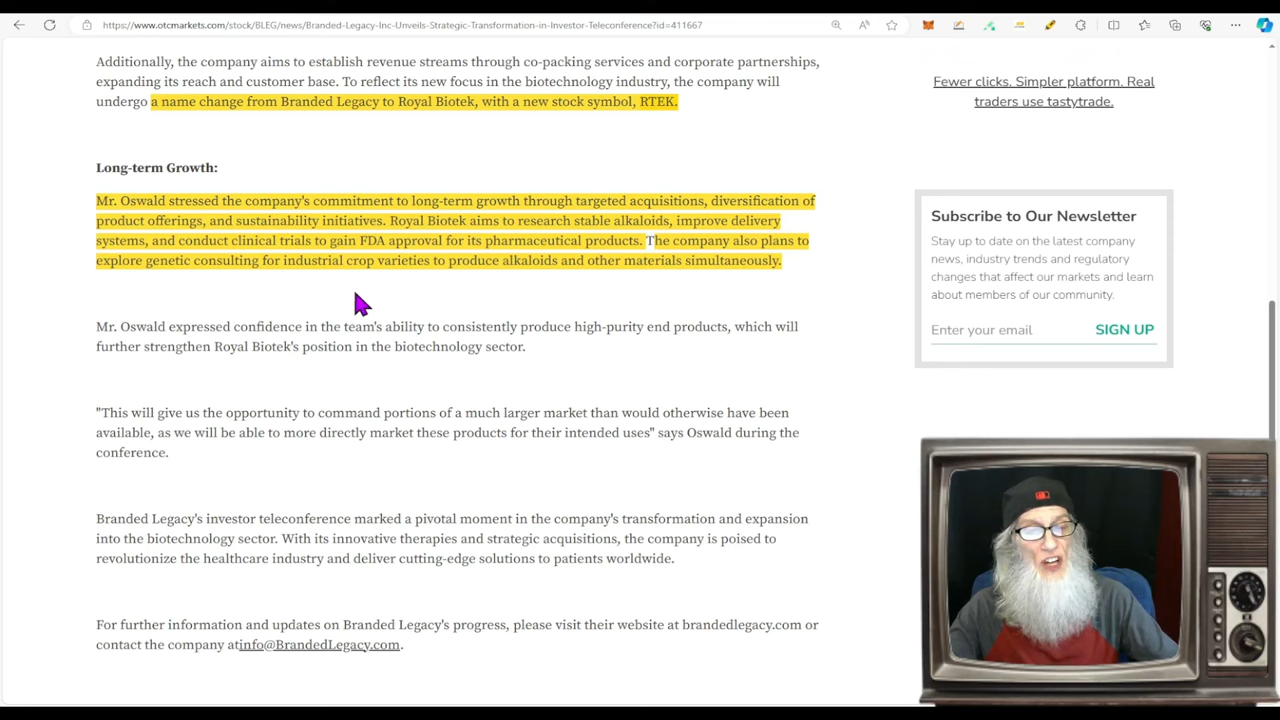 https://www.otcmarkets.com/stock/BLEG/news/Branded-Legacy-Inc-Unveils-Strategic-Transformation-in-Investor-Teleconference?id=411667
Additionally, the company aims to establish revenue streams through co-packing services and corporate partnerships,
expanding its reach and customer base. To reflect its new focus in the biotechnology industry, the company will
undergo a name change from Branded Legacy to Royal Biotek, with a new stock symbol, RTEK.
Long-term Growth:
Mr. Oswald stressed the company's commitment to long-term growth through targeted acquisitions, diversification of
product offerings, and sustainability initiatives. Royal Biotek aims to research stable alkaloids, improve delivery
systems, and conduct clinical trials to gain FDA approval for its pharmaceutical products. The company also plans to
explore genetic consulting for industrial crop varieties to produce alkaloids and other materials simultaneously.
Mr. Oswald expressed confidence in the team's ability to consistently produce high-purity end products, which will
further strengthen Royal Biotek's position in the biotechnology sector.
"This will give us the opportunity to command portions of a much larger market than would otherwise have been
available, as we will be able to more directly market these products for their intended uses" says Oswald during the
conference.
Branded Legacy's investor teleconference marked a pivotal moment in the company's transformation and expansion
into the biotechnology sector. With its innovative therapies and strategic acquisitions, the company is poised to
revolutionize the healthcare industry and deliver cutting-edge solutions to patients worldwide.
For further information and updates on Branded Legacy's progress, please visit their website at brandedlegacy.com or
contact the company atinfo@BrandedLegacy.com.
Fewer clicks. Simpler platform. Real
traders use tastytrade.
Subscribe to Our Newsletter
Stay up to date on the latest company
news, industry trends and regulatory
changes that affect our markets and learn
about members of our community.
Enter your email
SIGN UP